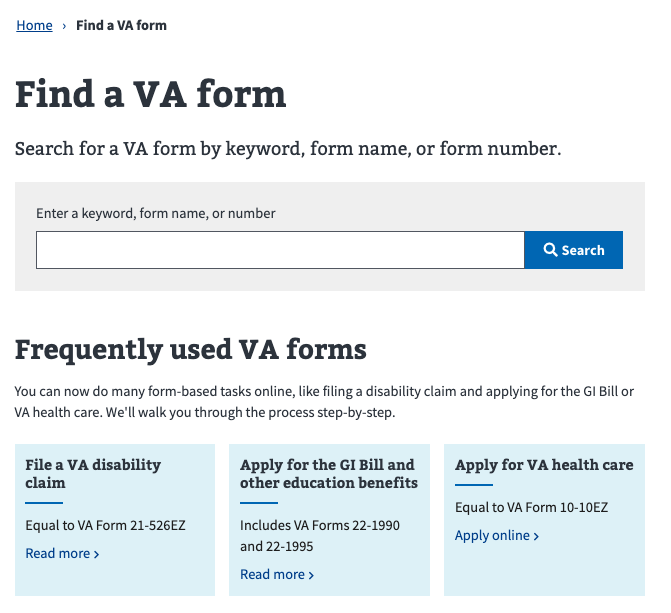 Home › Find a VA form
Find a VA form
Search for a VA form by keyword, form name, or form number.
Enter a keyword, form name, or number
Search
Frequently used VA forms
You can now do many form-based tasks online, like filing a disability claim and applying for the GI Bill or
VA health care. We'll walk you through the process step-by-step.
File a VA disability
claim
Equal to VA Form 21-526EZ
Read more ›
Apply for the GI Bill and
other education benefits
Includes VA Forms 22-1990
and 22-1995
Read more ›
Apply for VA health care
Equal to VA Form 10-10EZ
Apply online ›